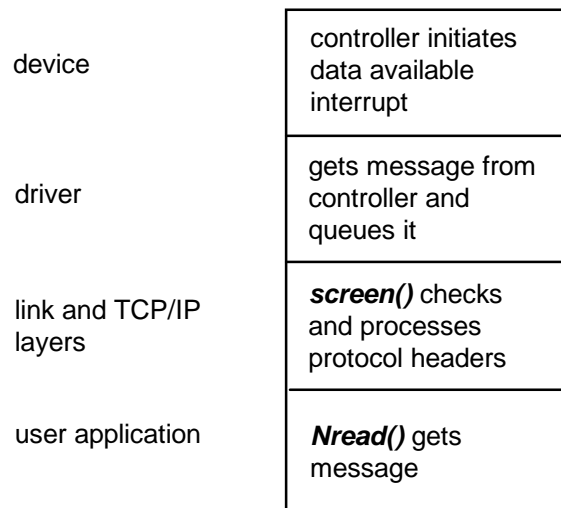 device
controller initiates
data available
interrupt
driver
gets message from
controller and
queues it
link and TCP/IP
layers
screen() checks
and processes
protocol headers
user application
Nread() gets
message